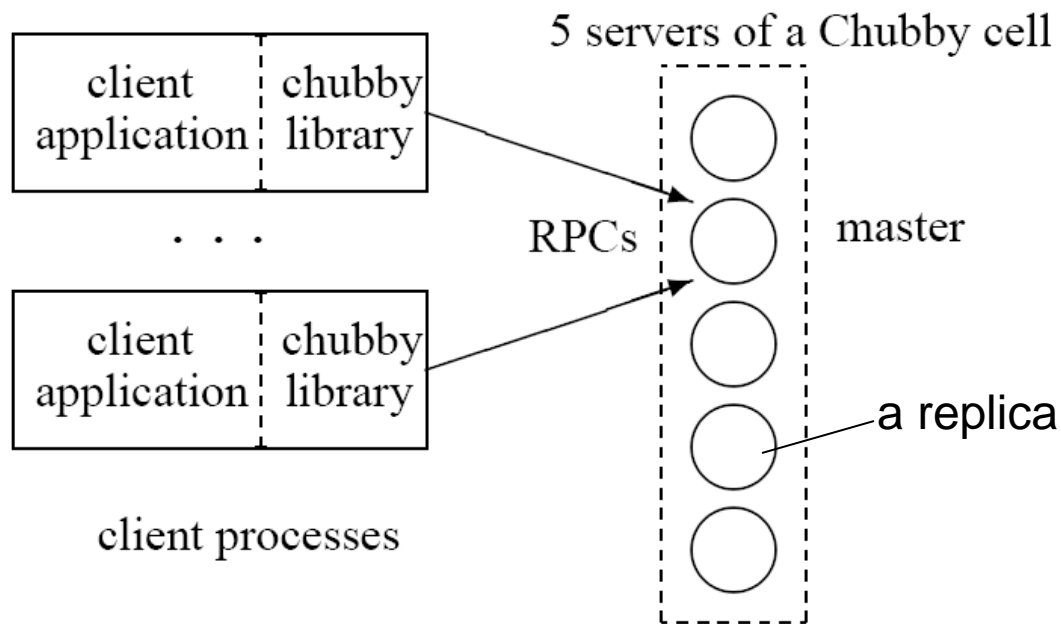 5 servers of a Chubby cell
client application
chubby library
. . .
RPCs
master
client application
chubby library
a replica
client processes